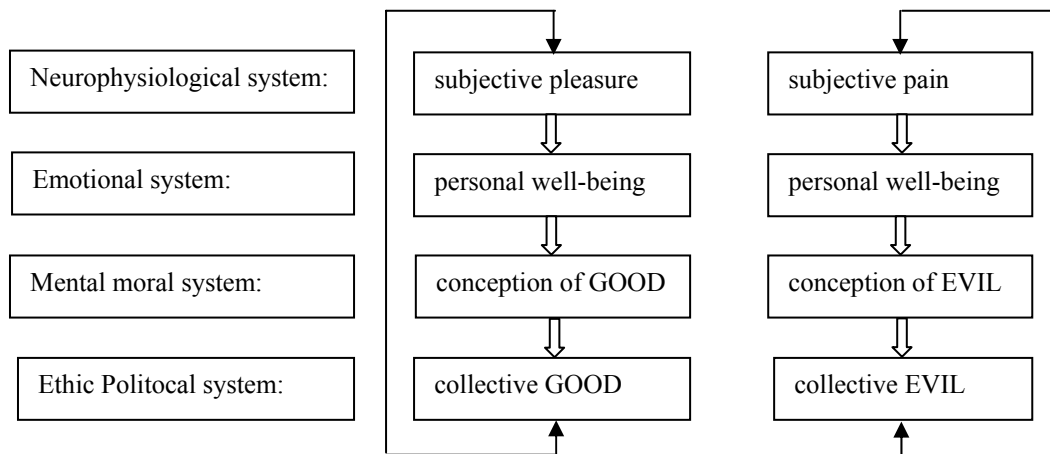 Neurophysiological system:
subjective pleasure
subjective pain
Emotional system:
personal well-being
personal well-being
Mental moral system:
conception of GOOD
conception of EVIL
Ethic Politocal system:
collective GOOD
collective EVIL